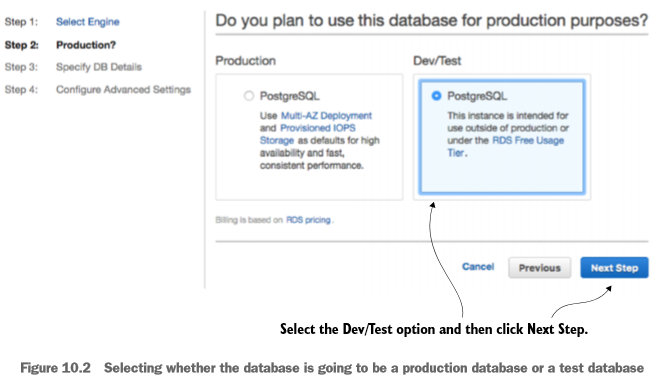 Step 1: Select Engine
Step 2: Production?
Step 3: Specify DB Details
Step 4: Configure Advanced Settings
Do you plan to use this database for production purposes?
Production
PostgreSQL
Use Multi-AZ Deployment
and Provisioned IOPS
Storage as defaults for high
availability and fast,
consistent performance.
Dev/Test
PostgreSQL
This instance is intended for
use outside of production or
under the RDS Free Usage
Tier.
Billing is based on RDS pricing.
Cancel
Previous
Next Step
Select the Dev/Test option and then click Next Step.
Figure 10.2 Selecting whether the database is going to be a production database or a test database